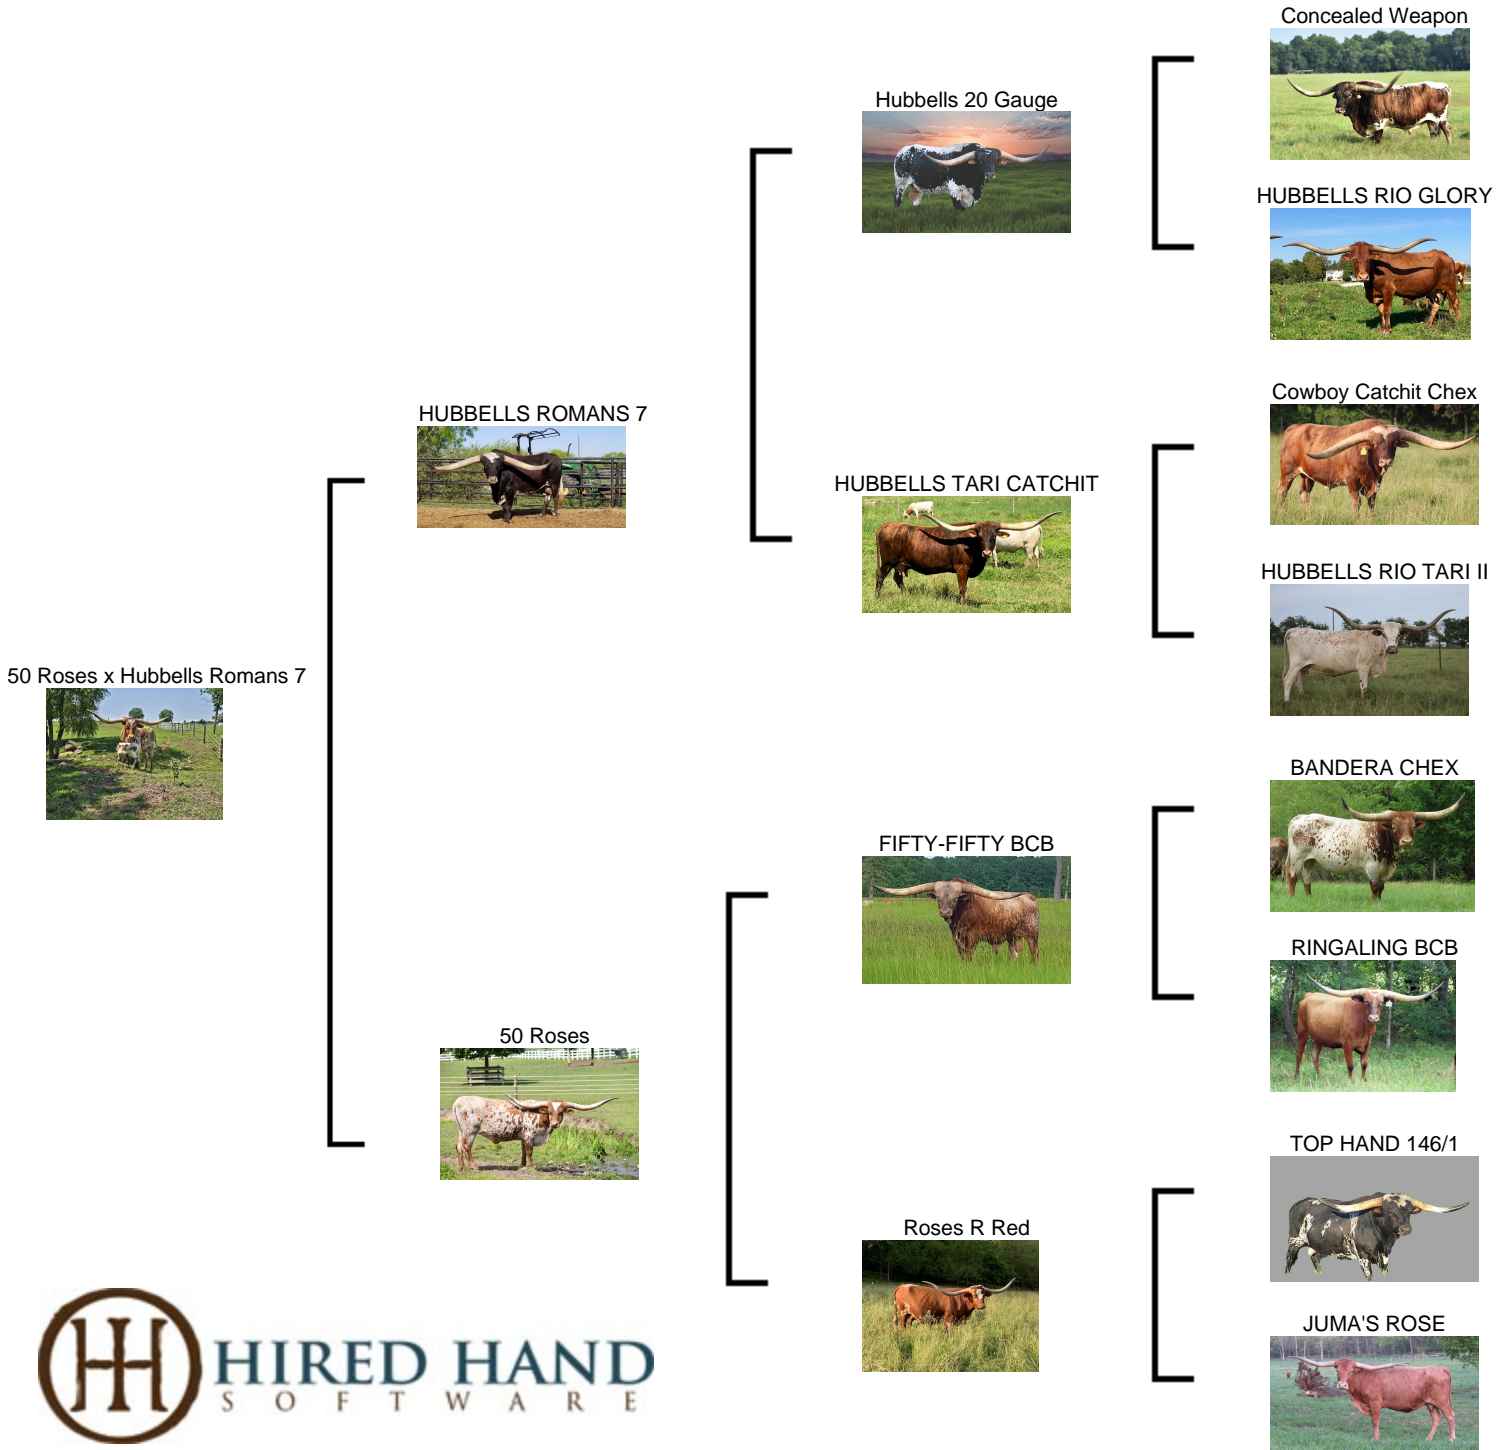 Concealed Weapon
Hubbells 20 Gauge
HUBBELLS RIO GLORY
Cowboy Catchit Chex
HUBBELLS ROMANS 7
HUBBELLS TARI CATCHIT
HUBBELLS RIO TARI II
50 Roses x Hubbells Romans 7
BANDERA CHEX
FIFTY-FIFTY BCB
RINGALING BCB
50 Roses
TOP HAND 146/1
Roses R Red
JUMA'S ROSE
HIRED HAND
SOFTWARE